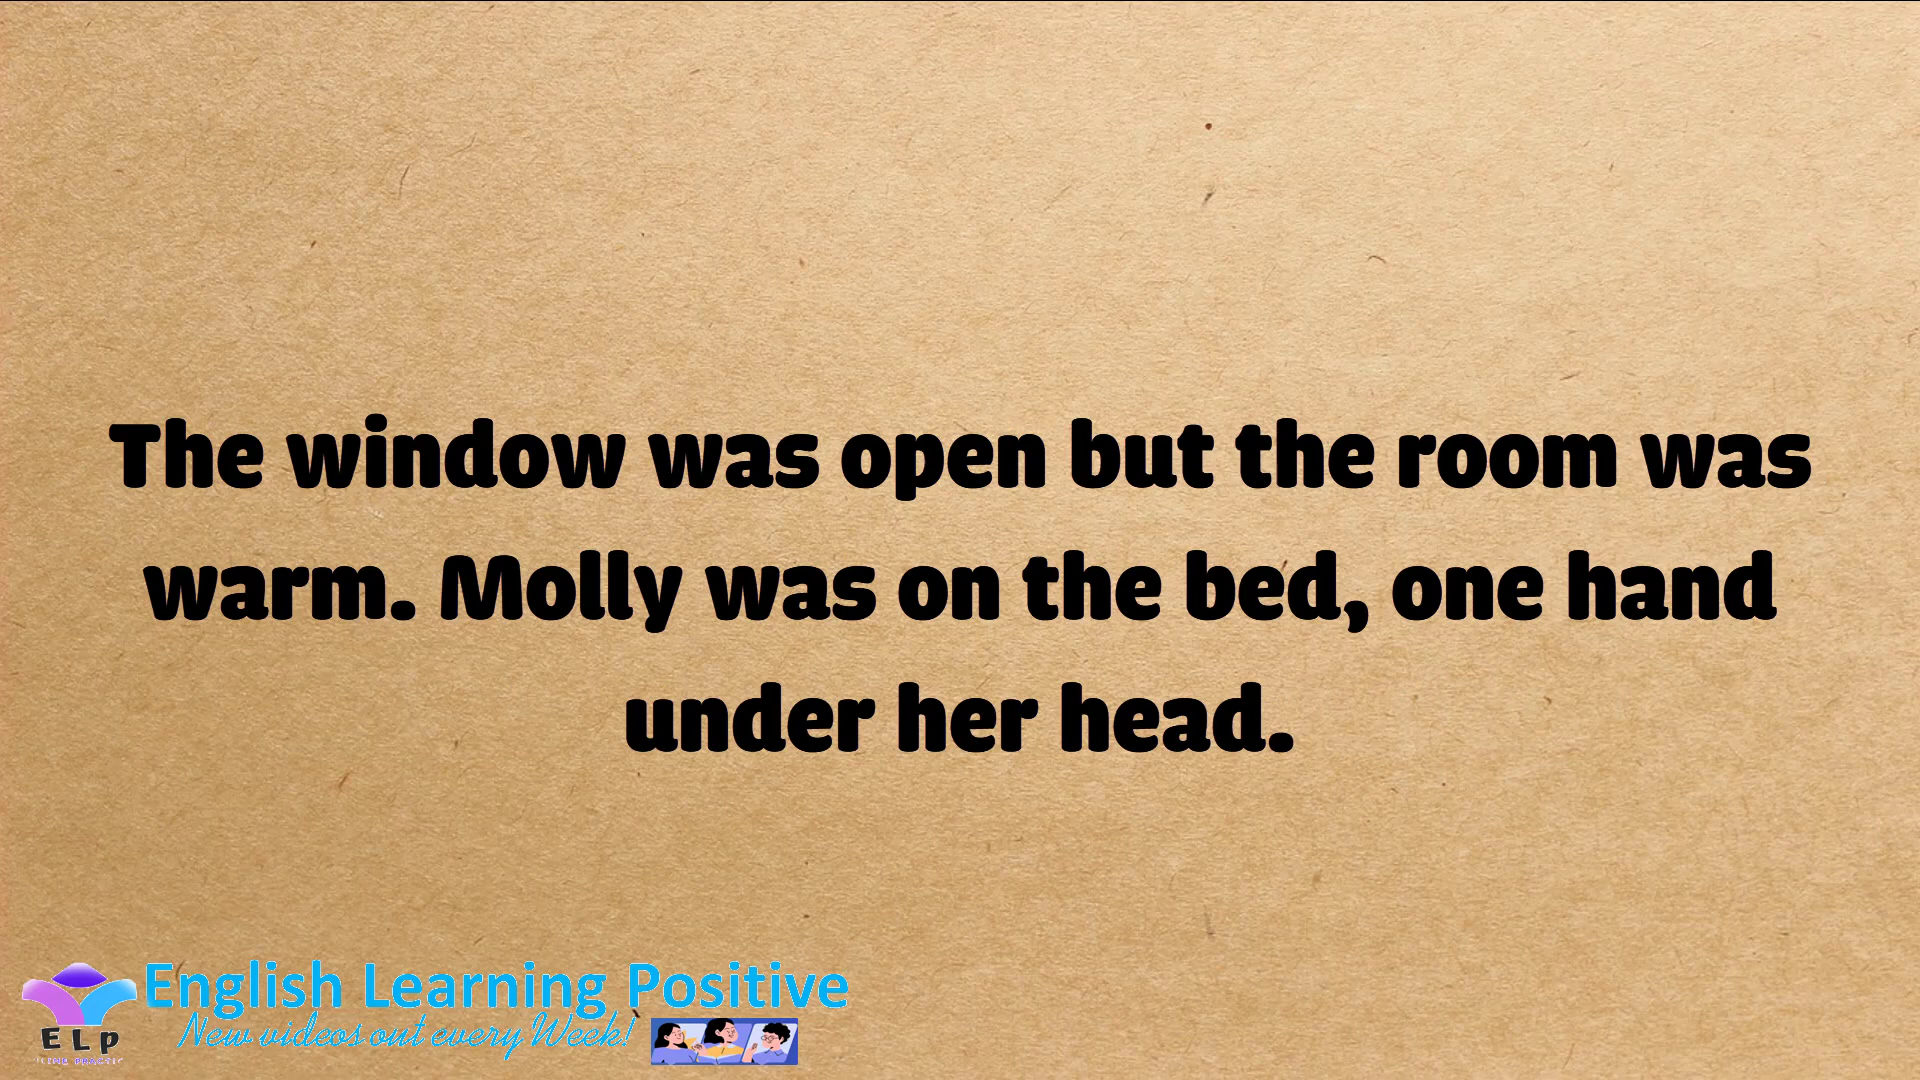 The window was open but the room was
warm. Molly was on the bed, one hand
under her head.
English Learning Positive
New videos out every Week!
ELP